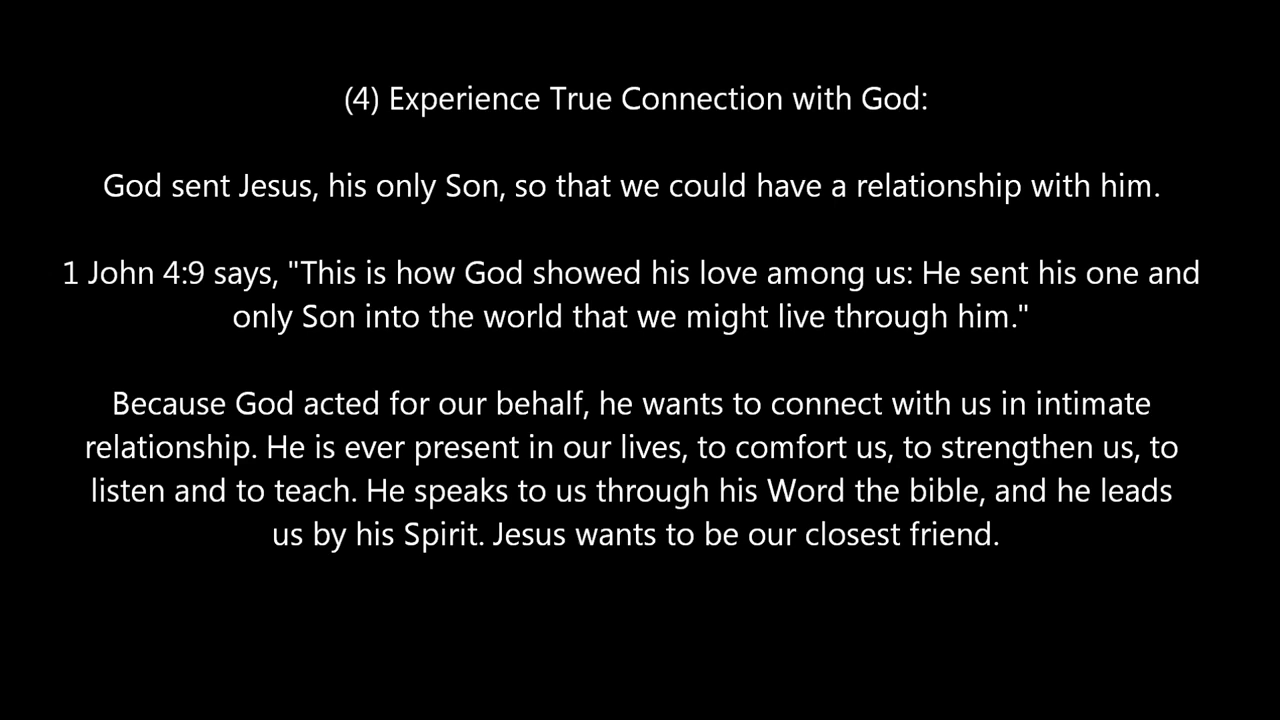 (4) Experience True Connection with God:
God sent Jesus, his only Son, so that we could have a relationship with him.
1 John 4:9 says, "This is how God showed his love among us: He sent his one and
only Son into the world that we might live through him."
Because God acted for our behalf, he wants to connect with us in intimate
relationship. He is ever present in our lives, to comfort us, to strengthen us, to
listen and to teach. He speaks to us through his Word the bible, and he leads
us by his Spirit. Jesus wants to be our closest friend.